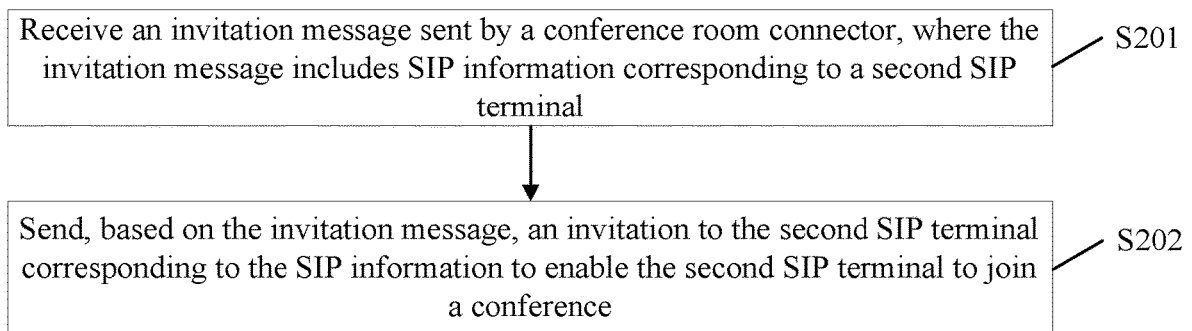 Receive an invitation message sent by a conference room connector, where the
invitation message includes SIP information corresponding to a second SIP
terminal
S201
Send, based on the invitation message, an invitation to the second SIP terminal
corresponding to the SIP information to enable the second SIP terminal to join
a conference
S202